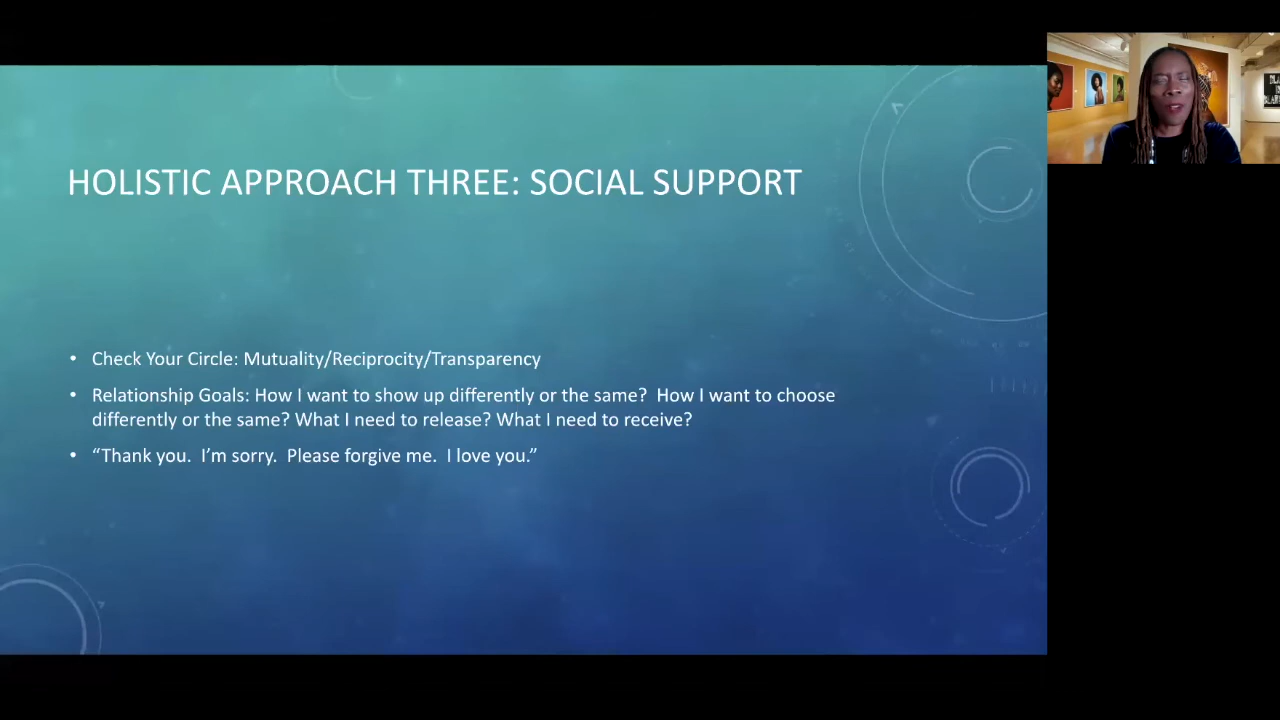 HOLISTIC APPROACH THREE: SOCIAL SUPPORT
• Check Your Circle: Mutuality/Reciprocity/Transparency
• Relationship Goals: How I want to show up differently or the same?  How I want to choose
differently or the same? What I need to release? What I need to receive?
• “Thank you.  I’m sorry.  Please forgive me.  I love you.”